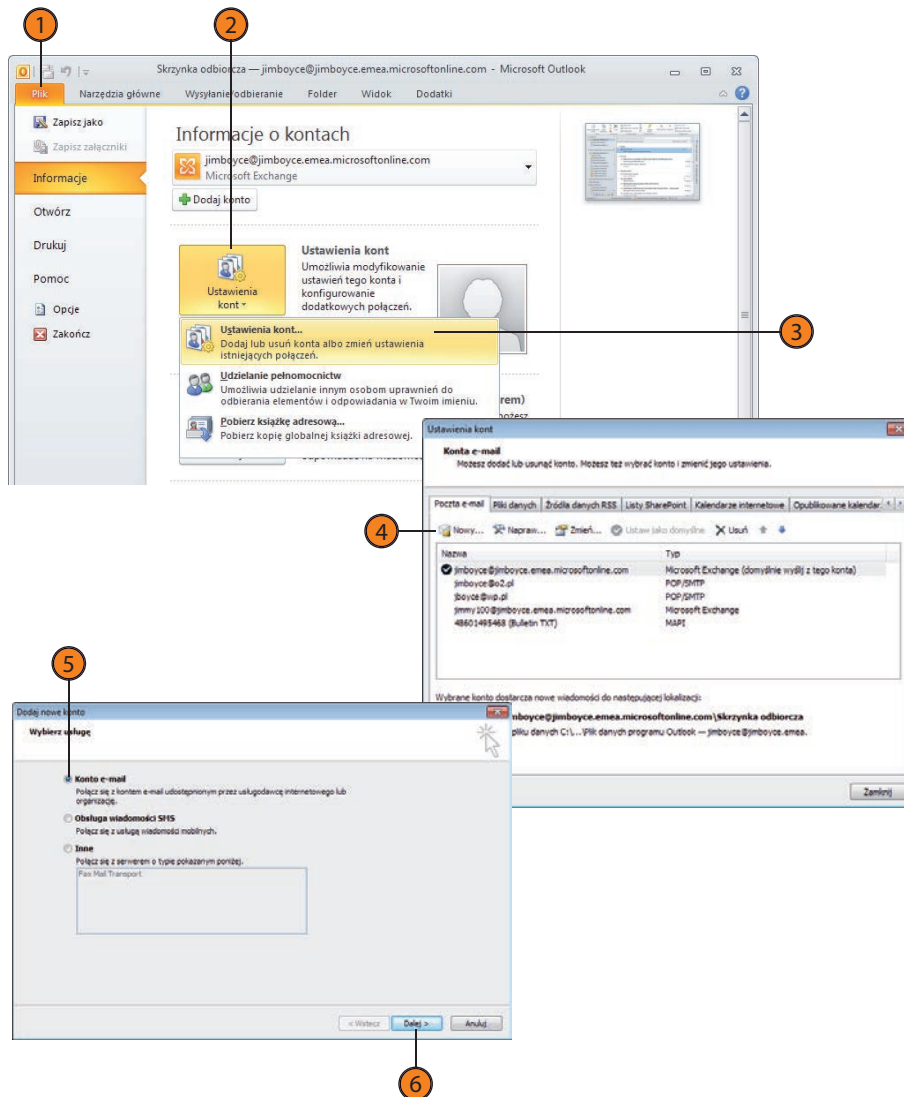 1
2
Skrzynka odbiorcza — jimboyce@jimboyce.emea.microsoftonline.com - Microsoft Outlook
Plik Narzędzia główne Wysyłanie/odbieranie Folder Widok Dodatki
Zapisz jako
Zapisz załączniki
Informacje
Otwórz
Drukuj
Pomoc
Opcje
Zakończ
Informacje o kontach
jimboyce@jimboyce.emea.microsoftonline.com
Microsoft Exchange
Dodaj konto
Ustawienia
kont
Ustawienia kont
Umożliwia modyfikowanie
ustawień tego konta i
konfigurowanie
dodatkowych połączeń.
Ustawienia kont...
Dodaj lub usuń konta albo zmień ustawienia
istniejących połączeń.
3
Udzielanie pełnomocnictw
Umożliwia udzielanie innym osobom uprawnień do
odbierania elementów i odpowiadania w Twoim imieniu.
Pobierz książkę adresową...
Pobierz kopię globalnej książki adresowej.
Ustawienia kont
Konta e-mail
Możesz dodać lub usunąć konto. Możesz też wybrać konto i zmienić jego ustawienia.
Poczta e-mail Pliki danych Źródła danych RSS Listy SharePoint Kalendarze internetowe Opublikowane kalendar.
4
Nowy... Napraw... Zmień... Ustaw jako domyślne Usuń
Nazwa Typ
jimboyce@jimboyce.emea.microsoftonline.com Microsoft Exchange (domyślnie wyślij z tego konta)
jimboyce@o2.pl POP/SMTP
jboyce@wp.pl POP/SMTP
jimmy100@jimboyce.emea.microsoftonline.com Microsoft Exchange
48601495468 (Bulletin TXT) MAPI
Wybrane konto dostarcza nowe wiadomości do następującej lokalizacji:
mboyce@jimboyce.emea.microsoftonline.com\Skrzynka odbiorcza
pliku danych C:\...\Plik danych programu Outlook — jimboyce@jimboyce.emea.
Zamknij
5
Dodaj nowe konto
Wybierz usługę
Konto e-mail
Połącz się z kontem e-mail udostępnionym przez usługodawcę internetowego lub
organizację.
Obsługa wiadomości SMS
Połącz się z usługą wiadomości mobilnych.
Inne
Połącz się z serwerem o typie pokazanym poniżej.
Fax Mail Transport
< Wstecz Dalej > Anuluj
6